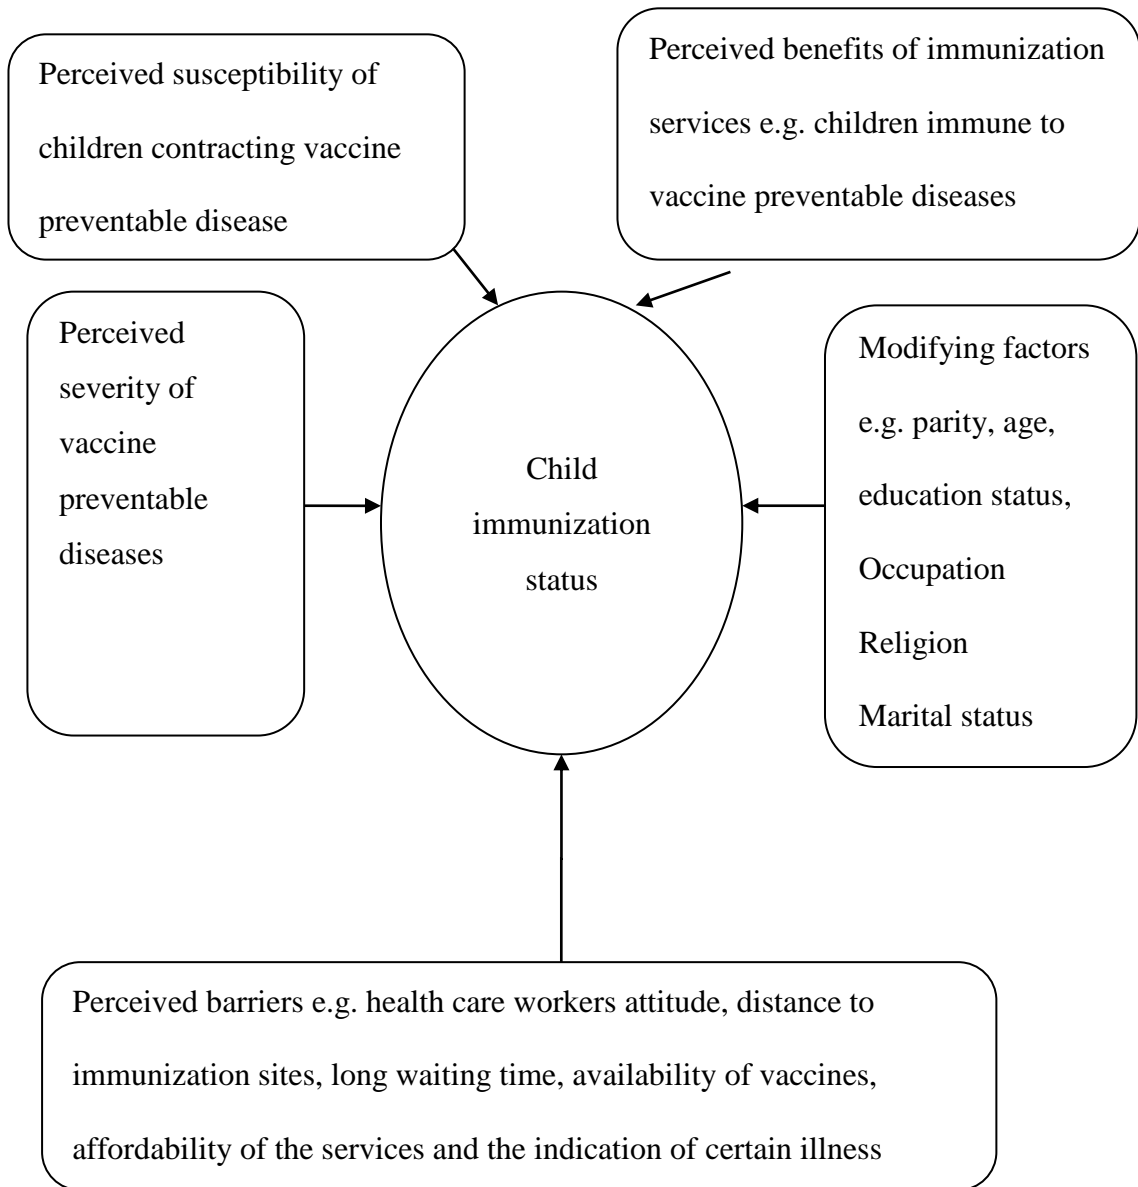 Perceived susceptibility of
children contracting vaccine
preventable disease
Perceived benefits of immunization
services e.g. children immune to
vaccine preventable diseases
Perceived
severity of
vaccine
preventable
diseases
Child
immunization
status
Modifying factors
e.g. parity, age,
education status,
Occupation
Religion
Marital status
Perceived barriers e.g. health care workers attitude, distance to
immunization sites, long waiting time, availability of vaccines,
affordability of the services and the indication of certain illness